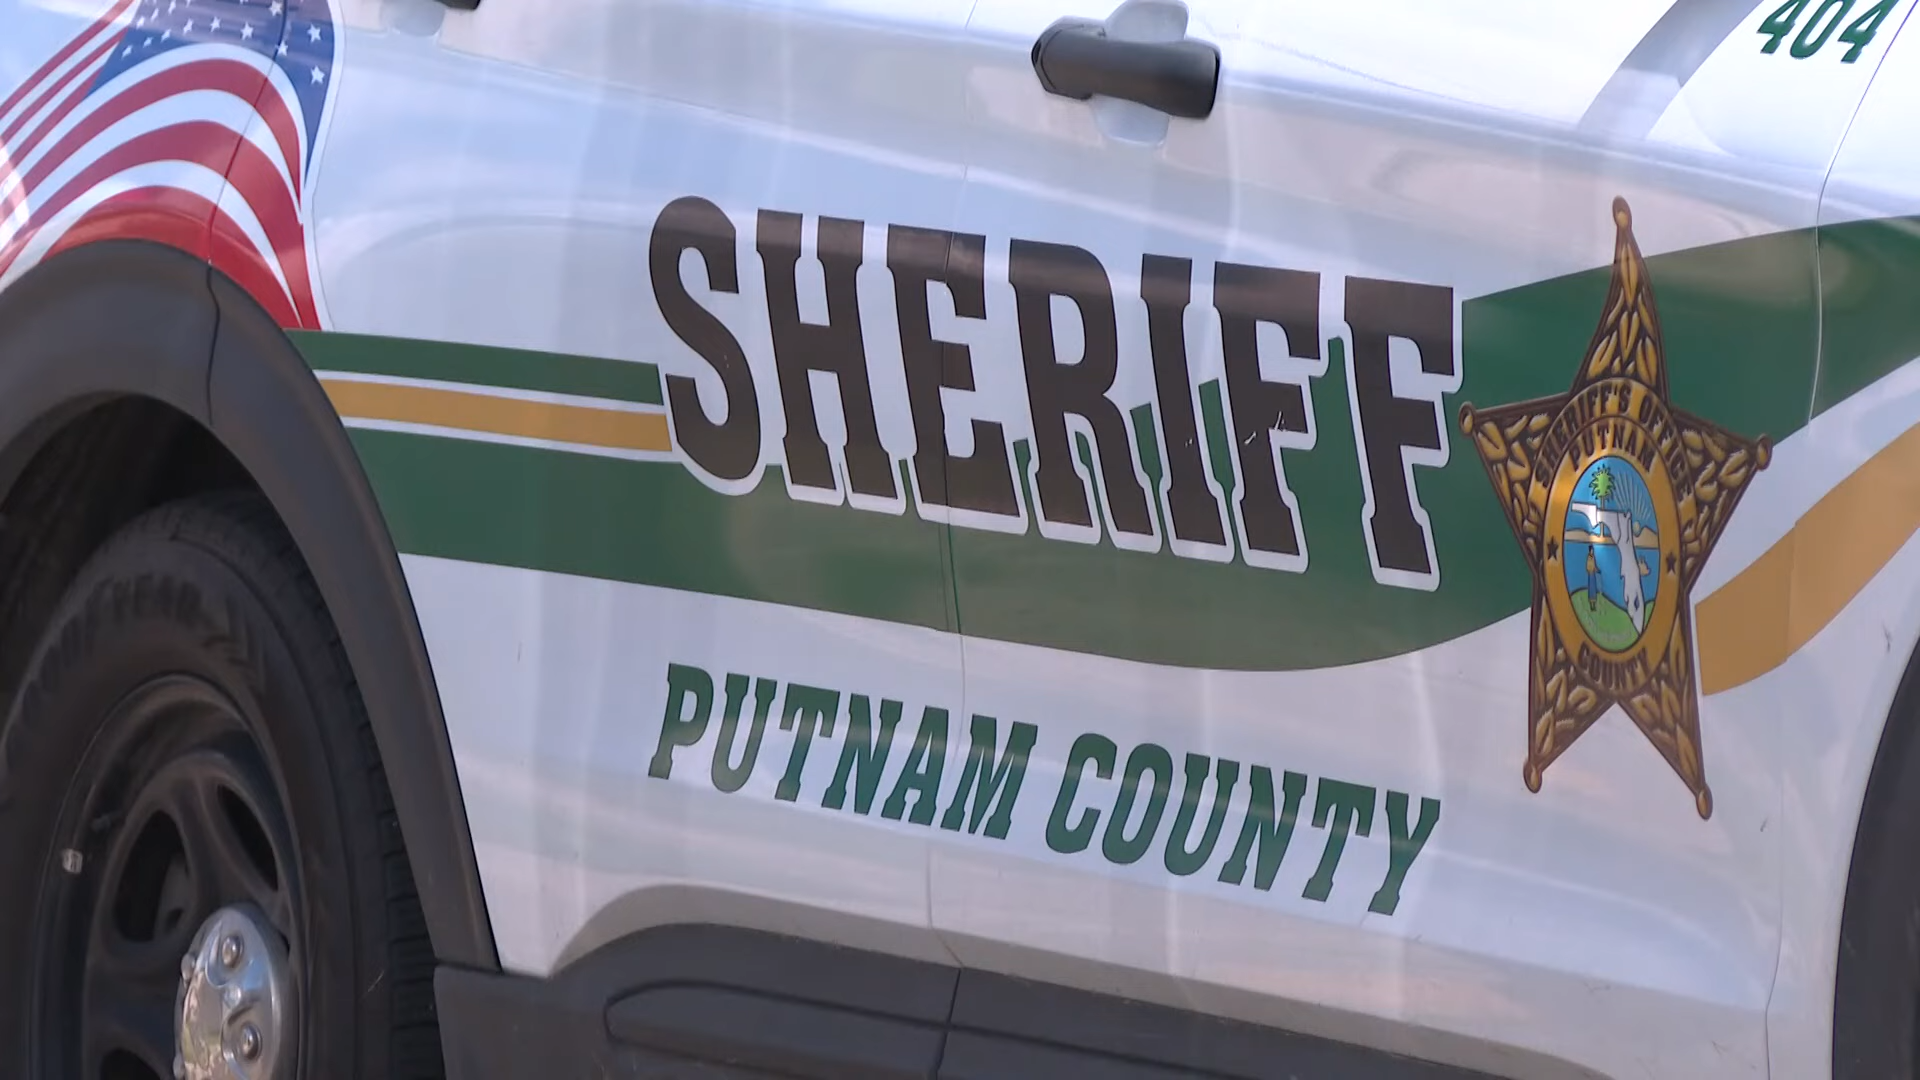 404
SHERIFF
SHERIFF'S OFFICE
PUTNAM
COUNTY
PUTNAM COUNTY